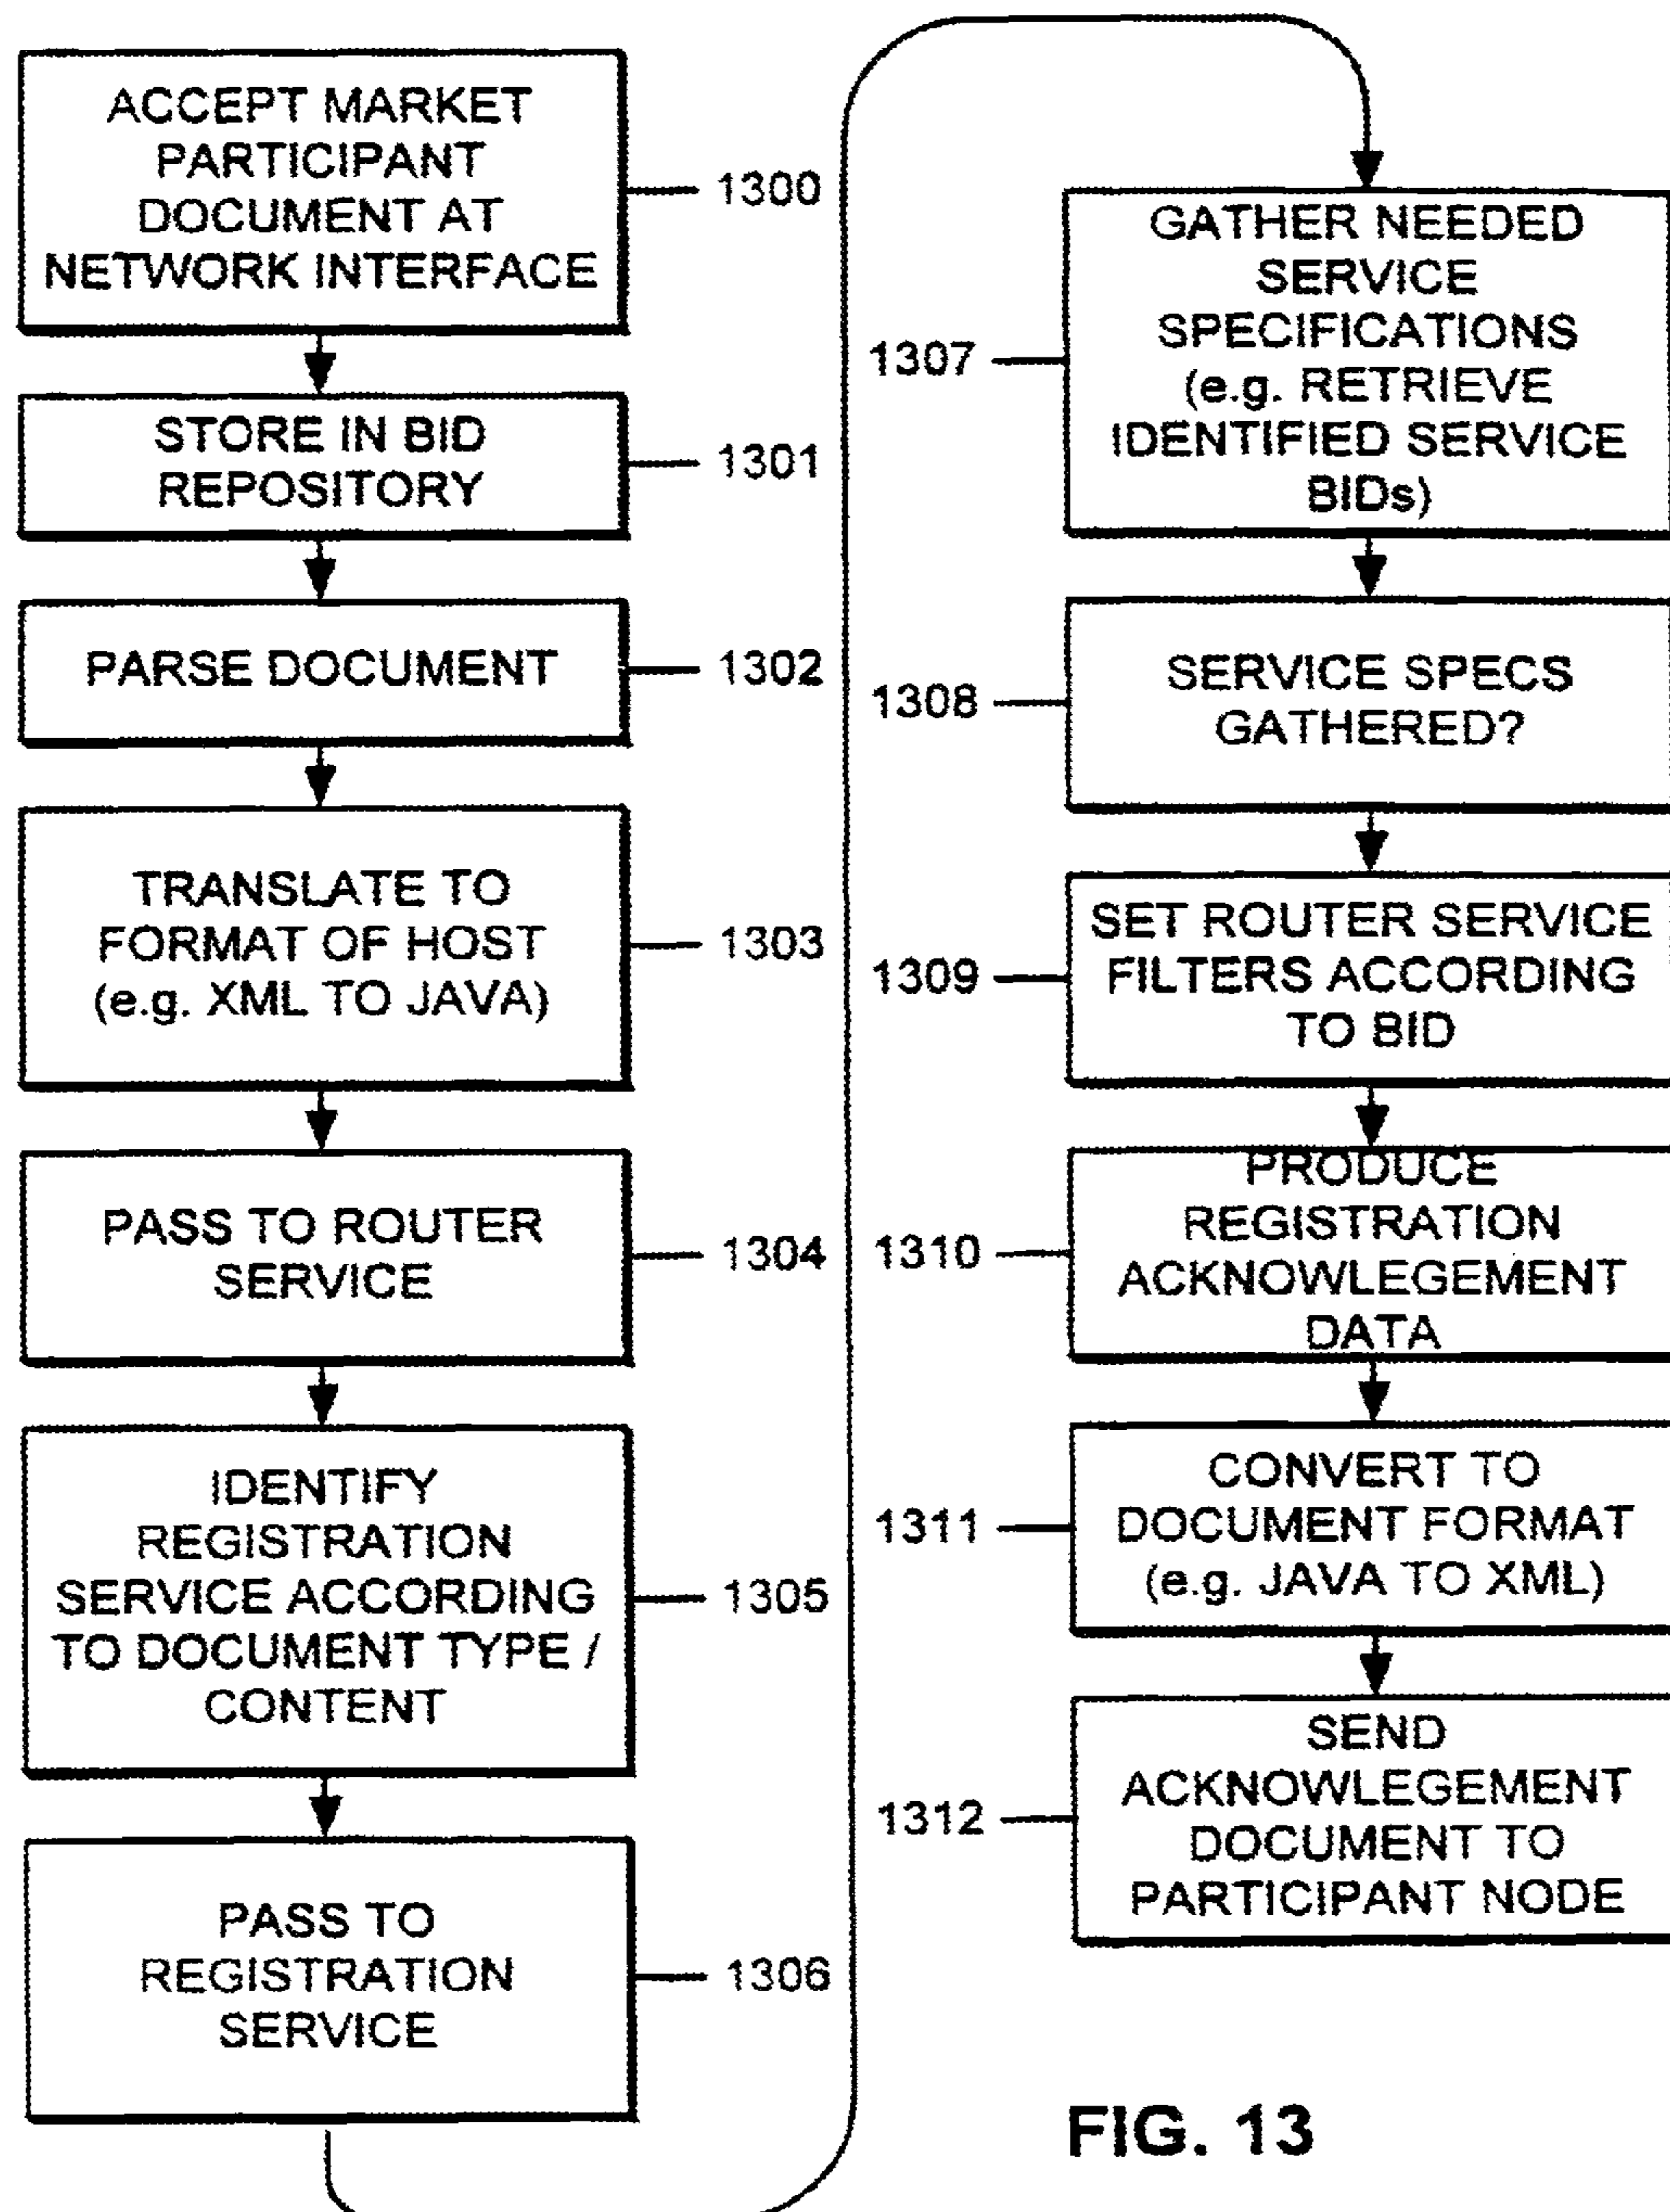 ACCEPT MARKET
PARTICIPANT
DOCUMENT AT
NETWORK INTERFACE
1300
STORE IN BID
REPOSITORY
1301
PARSE DOCUMENT
1302
TRANSLATE TO
FORMAT OF HOST
(e.g. XML TO JAVA)
1303
PASS TO ROUTER
SERVICE
1304
IDENTIFY
REGISTRATION
SERVICE ACCORDING
TO DOCUMENT TYPE /
CONTENT
1305
PASS TO
REGISTRATION
SERVICE
1306
GATHER NEEDED
SERVICE
SPECIFICATIONS
(e.g. RETRIEVE
IDENTIFIED SERVICE
BIDs)
1307
SERVICE SPECS
GATHERED?
1308
SET ROUTER SERVICE
FILTERS ACCORDING
TO BID
1309
PRODUCE
REGISTRATION
ACKNOWLEGEMENT
DATA
1310
CONVERT TO
DOCUMENT FORMAT
(e.g. JAVA TO XML)
1311
SEND
ACKNOWLEGEMENT
DOCUMENT TO
PARTICIPANT NODE
1312
FIG. 13